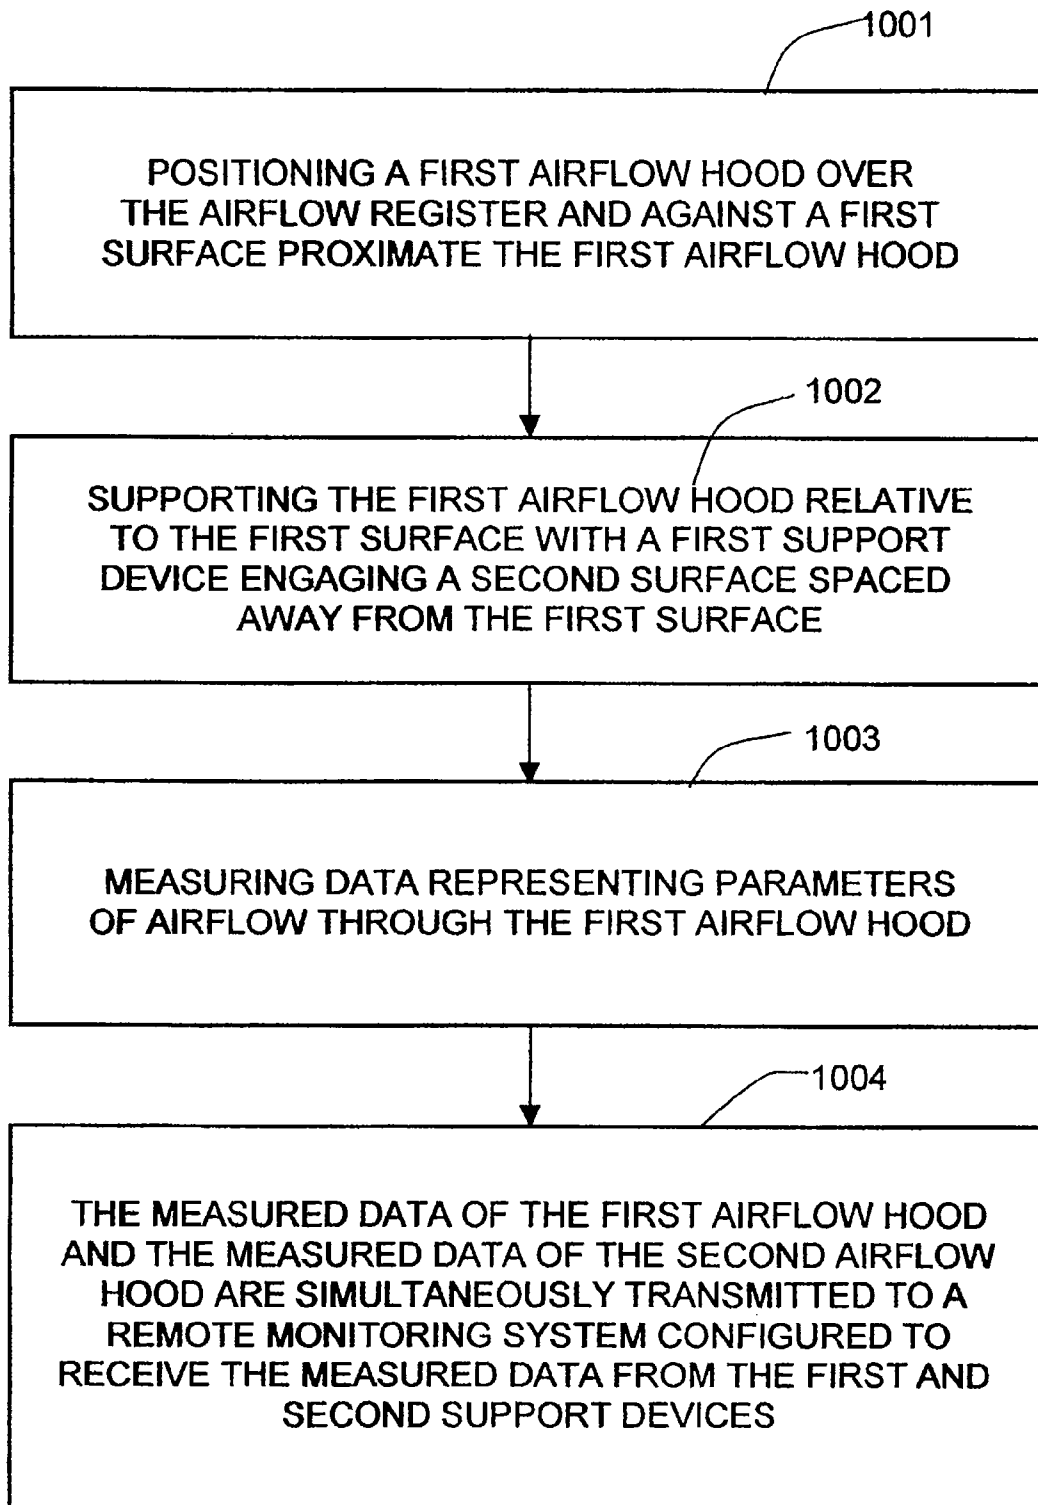 1001
POSITIONING A FIRST AIRFLOW HOOD OVER
THE AIRFLOW REGISTER AND AGAINST A FIRST
SURFACE PROXIMATE THE FIRST AIRFLOW HOOD
1002
SUPPORTING THE FIRST AIRFLOW HOOD RELATIVE
TO THE FIRST SURFACE WITH A FIRST SUPPORT
DEVICE ENGAGING A SECOND SURFACE SPACED
AWAY FROM THE FIRST SURFACE
1003
MEASURING DATA REPRESENTING PARAMETERS
OF AIRFLOW THROUGH THE FIRST AIRFLOW HOOD
1004
THE MEASURED DATA OF THE FIRST AIRFLOW HOOD
AND THE MEASURED DATA OF THE SECOND AIRFLOW
HOOD ARE SIMULTANEOUSLY TRANSMITTED TO A
REMOTE MONITORING SYSTEM CONFIGURED TO
RECEIVE THE MEASURED DATA FROM THE FIRST AND
SECOND SUPPORT DEVICES